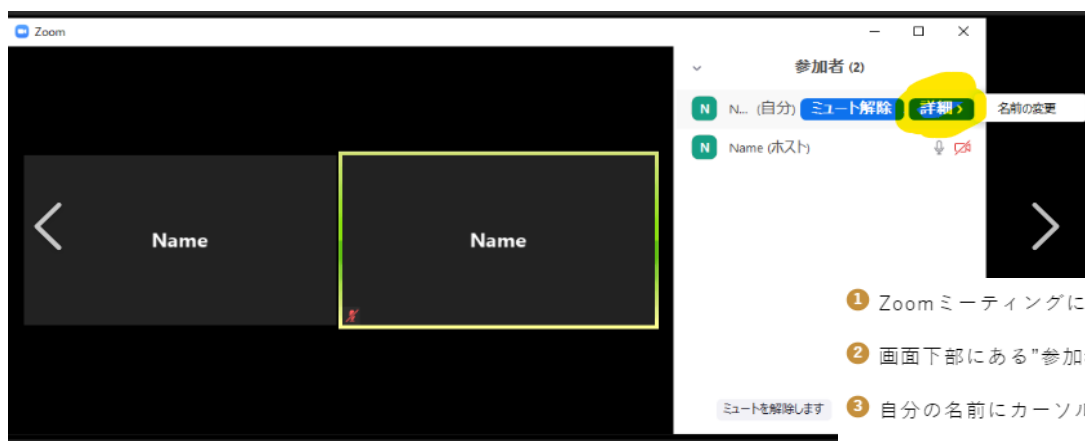 Zoom
参加者 (2)
N N... (自分) ミュート解除 詳細 › 名前の変更
N Name (ホスト)
Name
Name
ミュートを解除します
1 Zoomミーティングに
2 画面下部にある"参加
3 自分の名前にカーソル